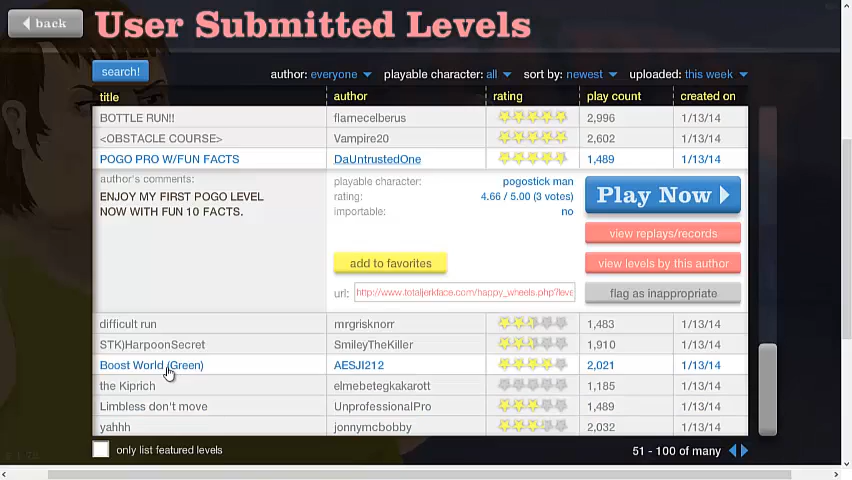 back
User Submitted Levels
search!
author: everyone playable character: all sort by: newest uploaded: this week
title author rating play count created on
BOTTLE RUN!! flamecelberus 2,996 1/13/14
<OBSTACLE COURSE> Vampire20 2,602 1/13/14
POGO PRO W/FUN FACTS DaUntrustedOne 1,489 1/13/14
author's comments:
ENJOY MY FIRST POGO LEVEL
NOW WITH FUN 10 FACTS.
playable character: pogostick man
rating: 4.66 / 5.00 (3 votes)
importable: no
add to favorites
url: http://www.totaljerkface.com/happy_wheels.php?leve
Play Now
view replays/records
view levels by this author
flag as inappropriate
difficult run mrgrisknorr 1,483 1/13/14
STK)HarpoonSecret SmileyTheKiller 1,910 1/13/14
Boost World (Green) AESJI212 2,021 1/13/14
the Kiprich elmebetegkakarott 1,185 1/13/14
Limbless don't move UnprofessionalPro 1,489 1/13/14
yahhh jonnymcbobby 2,032 1/13/14
only list featured levels 51 - 100 of many